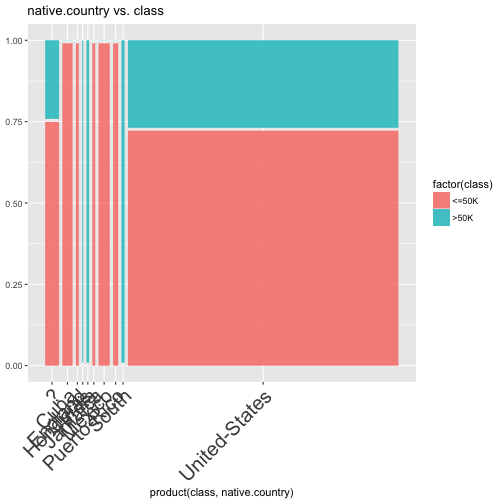 native.country vs. class
1.00
0.75
0.50
0.25
0.00
factor(class)
<=50K
>50K
?
Cuba
South
United-States
product(class, native.country)